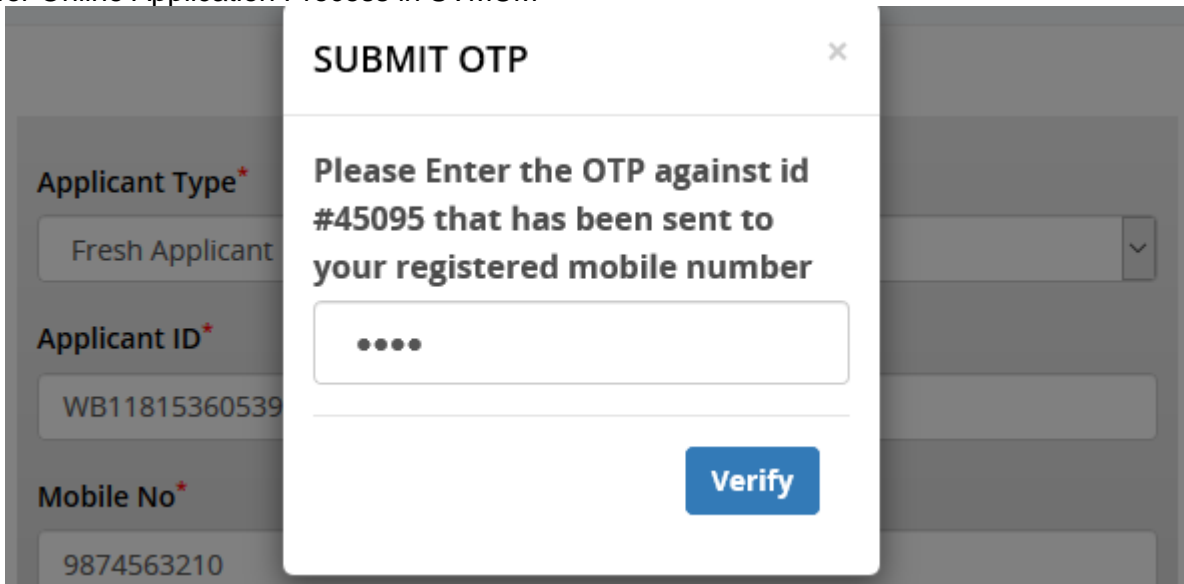 SUBMIT OTP
×
Please Enter the OTP against id
#45095 that has been sent to
your registered mobile number
••••
Verify
Applicant Type*
Fresh Applicant
Applicant ID*
WB11815360539
Mobile No*
9874563210